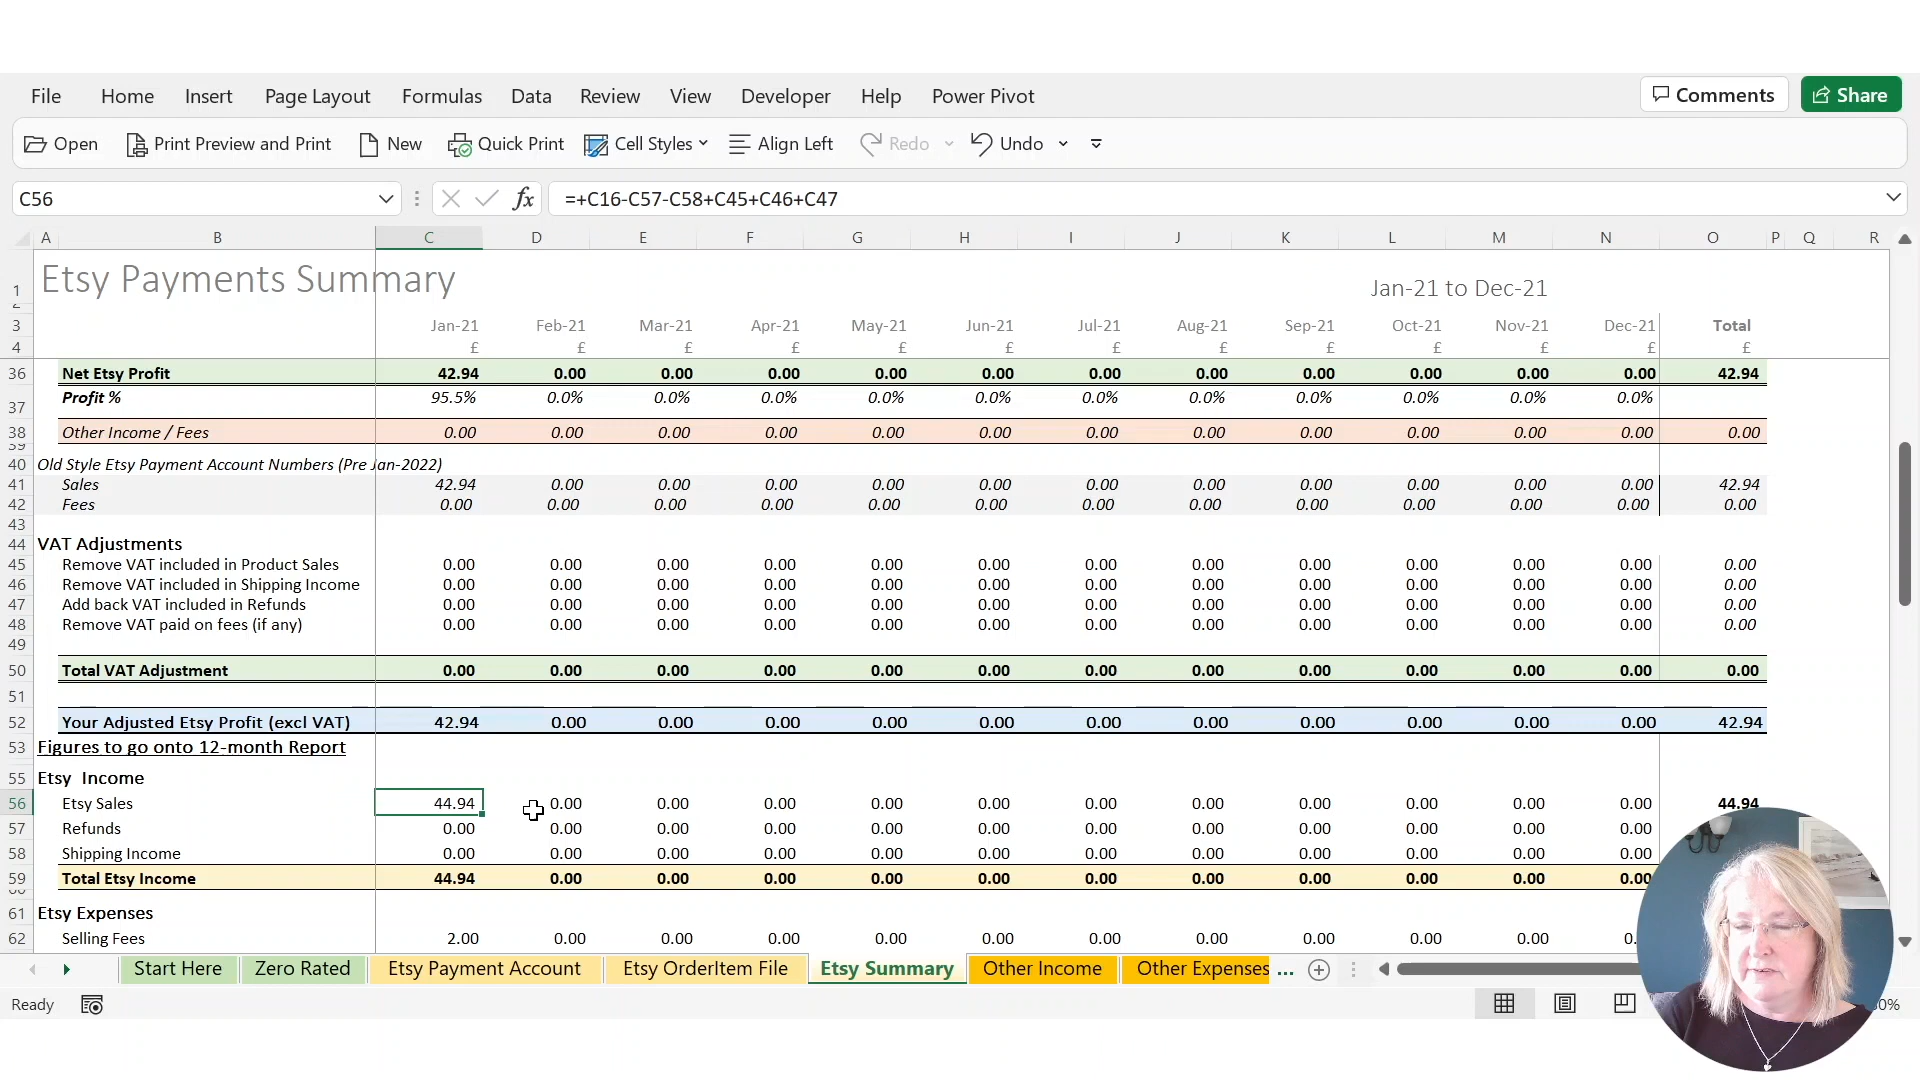 File Home Insert Page Layout Formulas Data Review View Developer Help Power Pivot Comments Share
Open Print Preview and Print New Quick Print Cell Styles Align Left Redo Undo
C56 fx =+C16-C57-C58+C45+C46+C47
A B C D E F G H I J K L M N O P Q R
1 Etsy Payments Summary Jan-21 to Dec-21
3 Jan-21 Feb-21 Mar-21 Apr-21 May-21 Jun-21 Jul-21 Aug-21 Sep-21 Oct-21 Nov-21 Dec-21 Total
4 £ £ £ £ £ £ £ £ £ £ £ £ £
36 Net Etsy Profit 42.94 0.00 0.00 0.00 0.00 0.00 0.00 0.00 0.00 0.00 0.00 0.00 42.94
37 Profit % 95.5% 0.0% 0.0% 0.0% 0.0% 0.0% 0.0% 0.0% 0.0% 0.0% 0.0% 0.0%
38 Other Income / Fees 0.00 0.00 0.00 0.00 0.00 0.00 0.00 0.00 0.00 0.00 0.00 0.00 0.00
40 Old Style Etsy Payment Account Numbers (Pre Jan-2022)
41 Sales 42.94 0.00 0.00 0.00 0.00 0.00 0.00 0.00 0.00 0.00 0.00 0.00 42.94
42 Fees 0.00 0.00 0.00 0.00 0.00 0.00 0.00 0.00 0.00 0.00 0.00 0.00 0.00
43
44 VAT Adjustments
45 Remove VAT included in Product Sales 0.00 0.00 0.00 0.00 0.00 0.00 0.00 0.00 0.00 0.00 0.00 0.00 0.00
46 Remove VAT included in Shipping Income 0.00 0.00 0.00 0.00 0.00 0.00 0.00 0.00 0.00 0.00 0.00 0.00 0.00
47 Add back VAT included in Refunds 0.00 0.00 0.00 0.00 0.00 0.00 0.00 0.00 0.00 0.00 0.00 0.00 0.00
48 Remove VAT paid on fees (if any) 0.00 0.00 0.00 0.00 0.00 0.00 0.00 0.00 0.00 0.00 0.00 0.00 0.00
49
50 Total VAT Adjustment 0.00 0.00 0.00 0.00 0.00 0.00 0.00 0.00 0.00 0.00 0.00 0.00 0.00
51
52 Your Adjusted Etsy Profit (excl VAT) 42.94 0.00 0.00 0.00 0.00 0.00 0.00 0.00 0.00 0.00 0.00 0.00 42.94
53 Figures to go onto 12-month Report
55 Etsy Income
56 Etsy Sales 44.94 0.00 0.00 0.00 0.00 0.00 0.00 0.00 0.00 0.00 0.00 0.00 44.94
57 Refunds 0.00 0.00 0.00 0.00 0.00 0.00 0.00 0.00 0.00 0.00 0.00 0.00
58 Shipping Income 0.00 0.00 0.00 0.00 0.00 0.00 0.00 0.00 0.00 0.00 0.00 0.00
59 Total Etsy Income 44.94 0.00 0.00 0.00 0.00 0.00 0.00 0.00 0.00 0.00 0.00 0.00
61 Etsy Expenses
62 Selling Fees 2.00 0.00 0.00 0.00 0.00 0.00 0.00 0.00 0.00 0.00 0.00
Start Here Zero Rated Etsy Payment Account Etsy OrderItem File Etsy Summary Other Income Other Expenses ...
Ready